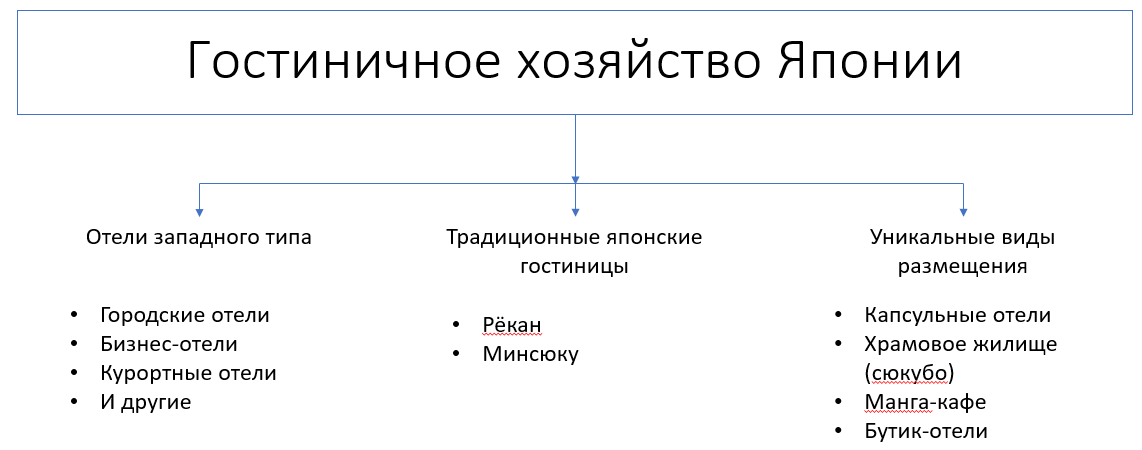 Гостиничное хозяйство Японии
Отели западного типа
• Городские отели
• Бизнес-отели
• Курортные отели
• И другие
Традиционные японские
гостиницы
• Рёкан
• Минсюку
Уникальные виды
размещения
• Капсульные отели
• Храмовое жилище
(сюкубо)
• Манга-кафе
• Бутик-отели